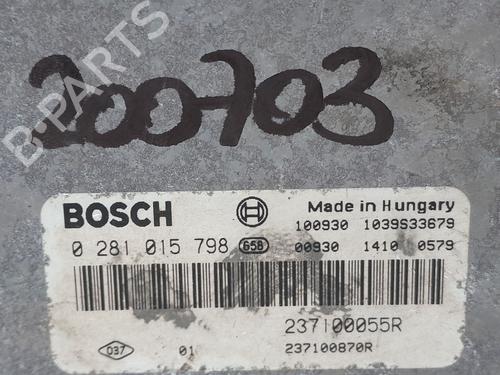 200703
B-PARTS
BOSCH
Made in Hungary
100930 1039S33679
0 281 015 798 658 00930 1410 0579
237100055R
037 01 237100870R